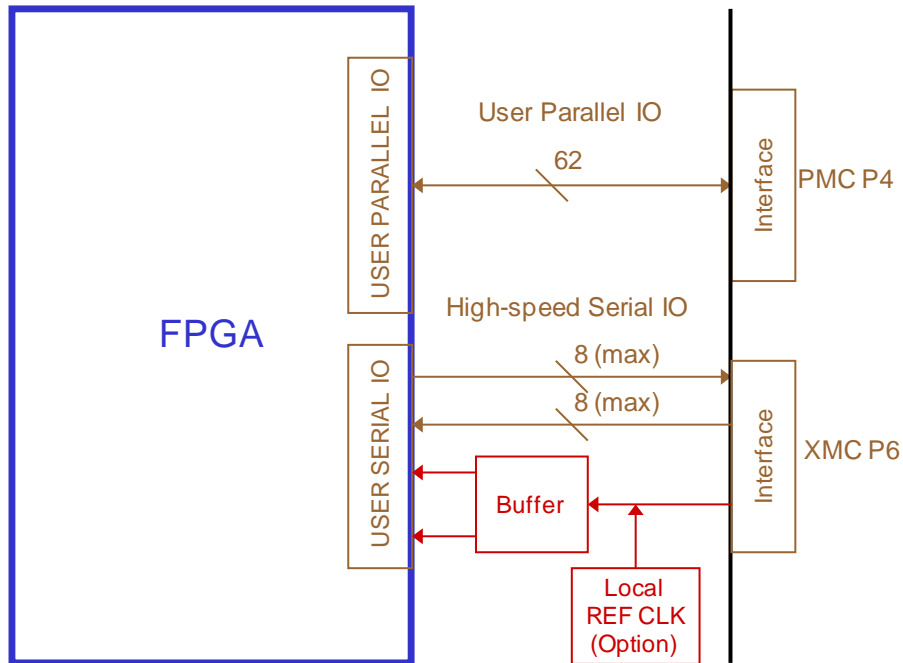 USER PARALLEL IO
User Parallel IO
62
Interface
PMC P4
High-speed Serial IO
FPGA
USER SERIAL IO
8 (max)
8 (max)
Interface
XMC P6
Buffer
Local
REF CLK
(Option)